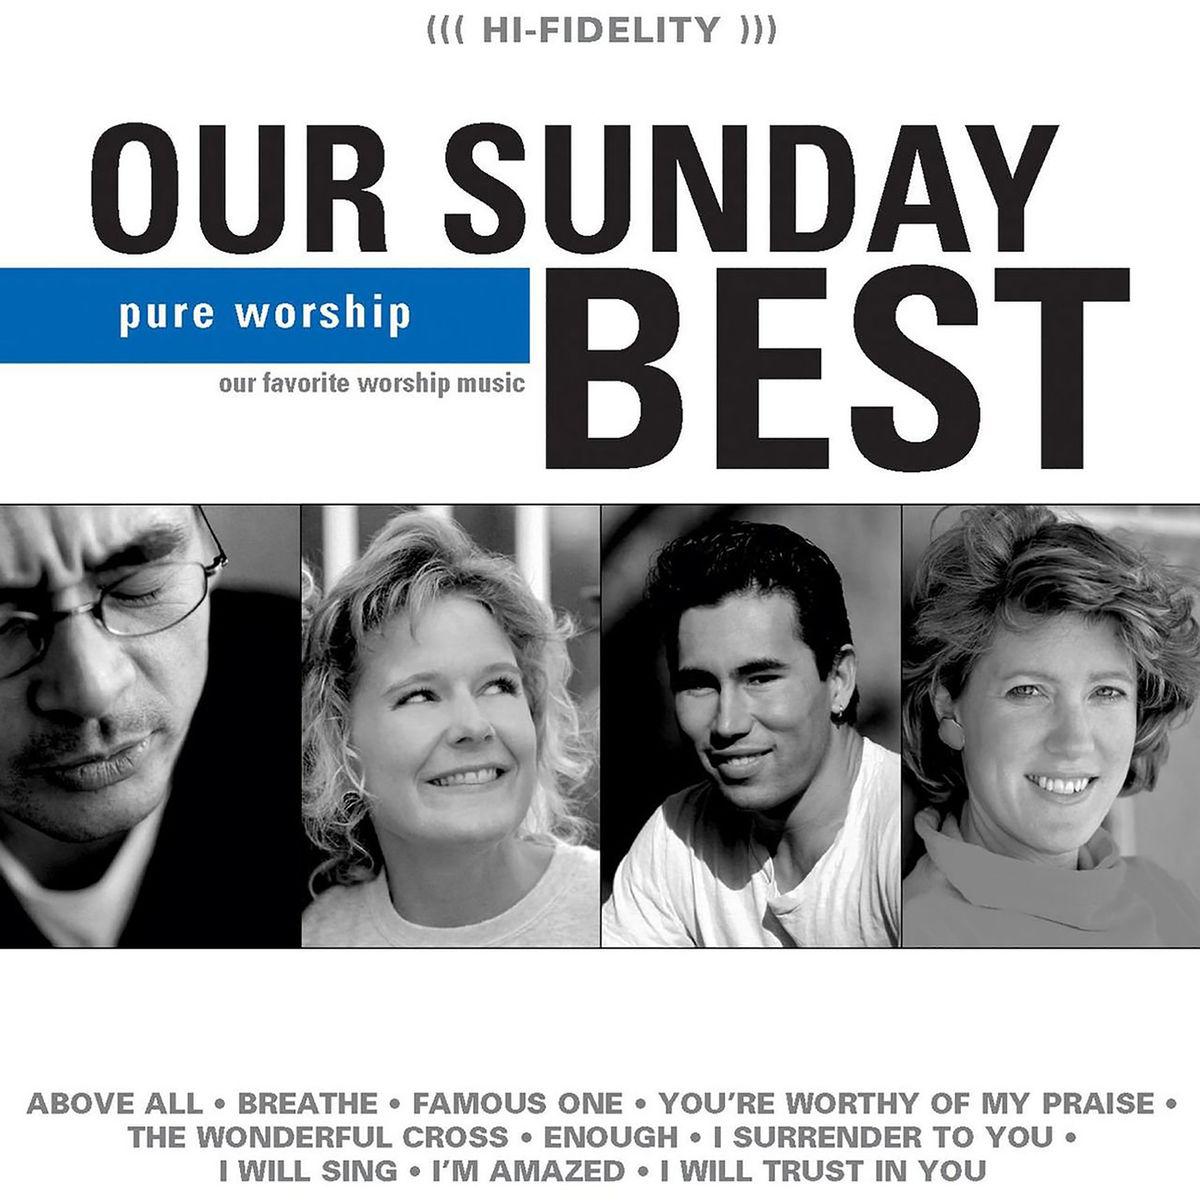 ((( HI-FIDELITY )))
OUR SUNDAY
BEST
pure worship
our favorite worship music
ABOVE ALL • BREATHE • FAMOUS ONE • YOU'RE WORTHY OF MY PRAISE •
THE WONDERFUL CROSS • ENOUGH • I SURRENDER TO YOU •
I WILL SING • I'M AMAZED • I WILL TRUST IN YOU